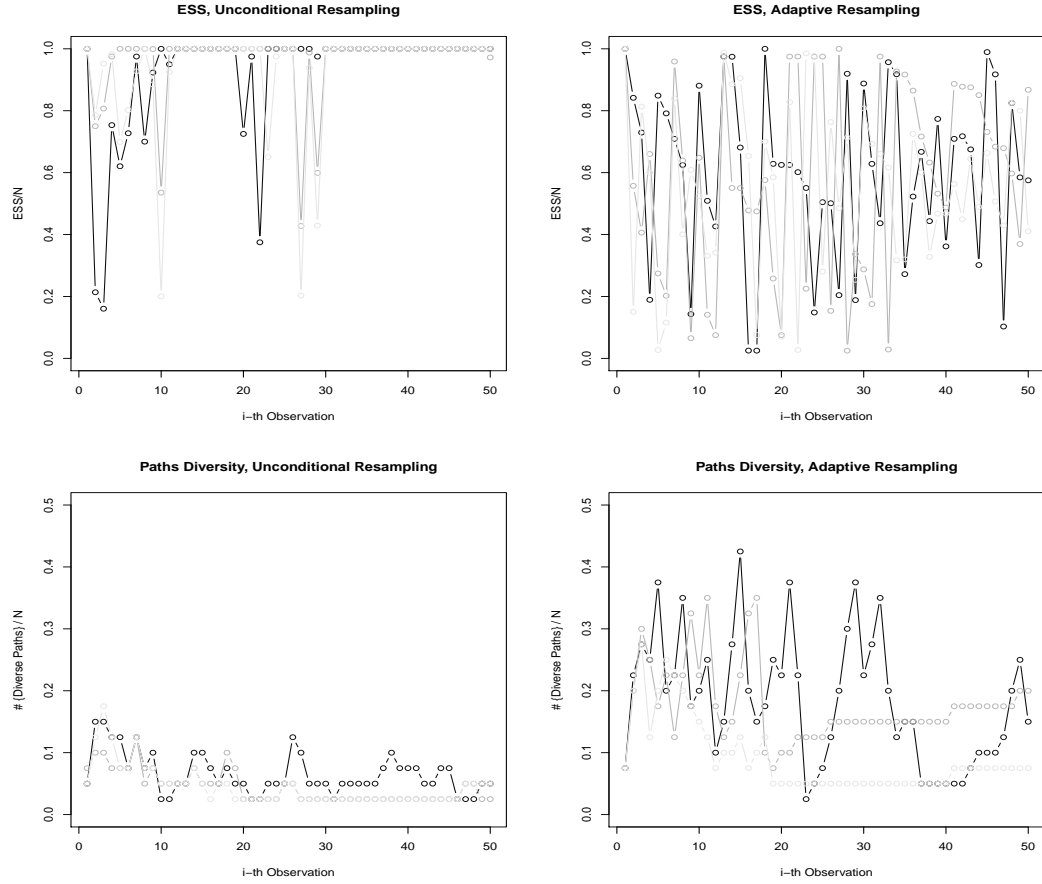 ESS, Unconditional Resampling
ESS/N
1.0
0.8
0.6
0.4
0.2
0.0
0 10 20 30 40 50
i−th Observation
ESS, Adaptive Resampling
ESS/N
1.0
0.8
0.6
0.4
0.2
0.0
0 10 20 30 40 50
i−th Observation
Paths Diversity, Unconditional Resampling
# {Diverse Paths} / N
0.5
0.4
0.3
0.2
0.1
0.0
0 10 20 30 40 50
i−th Observation
Paths Diversity, Adaptive Resampling
# {Diverse Paths} / N
0.5
0.4
0.3
0.2
0.1
0.0
0 10 20 30 40 50
i−th Observation